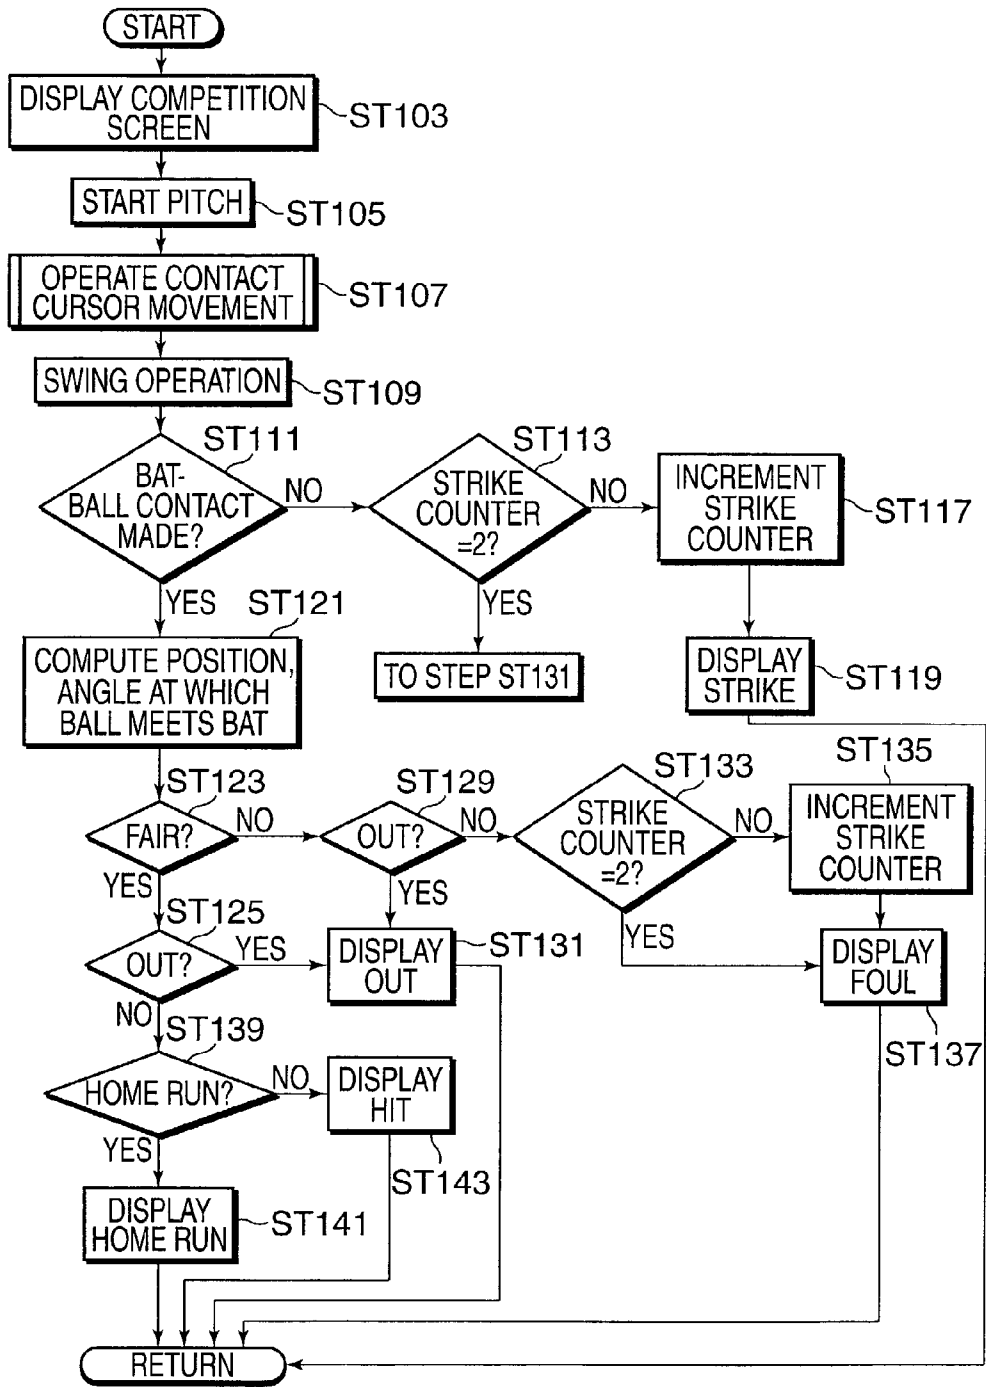 START
DISPLAY COMPETITION
SCREEN
ST103
START PITCH
ST105
OPERATE CONTACT
CURSOR MOVEMENT
ST107
SWING OPERATION
ST109
ST111
BAT-
BALL CONTACT
MADE?
NO
YES
ST113
STRIKE
COUNTER
=2?
NO
YES
INCREMENT
STRIKE
COUNTER
ST117
TO STEP ST131
DISPLAY
STRIKE
ST119
ST121
COMPUTE POSITION,
ANGLE AT WHICH
BALL MEETS BAT
ST123
FAIR?
NO
YES
ST129
OUT?
NO
YES
ST133
STRIKE
COUNTER
=2?
NO
YES
ST135
INCREMENT
STRIKE
COUNTER
ST125
OUT?
YES
NO
DISPLAY
OUT
ST131
DISPLAY
FOUL
ST137
ST139
HOME RUN?
NO
YES
DISPLAY
HIT
ST143
DISPLAY
HOME RUN
ST141
RETURN